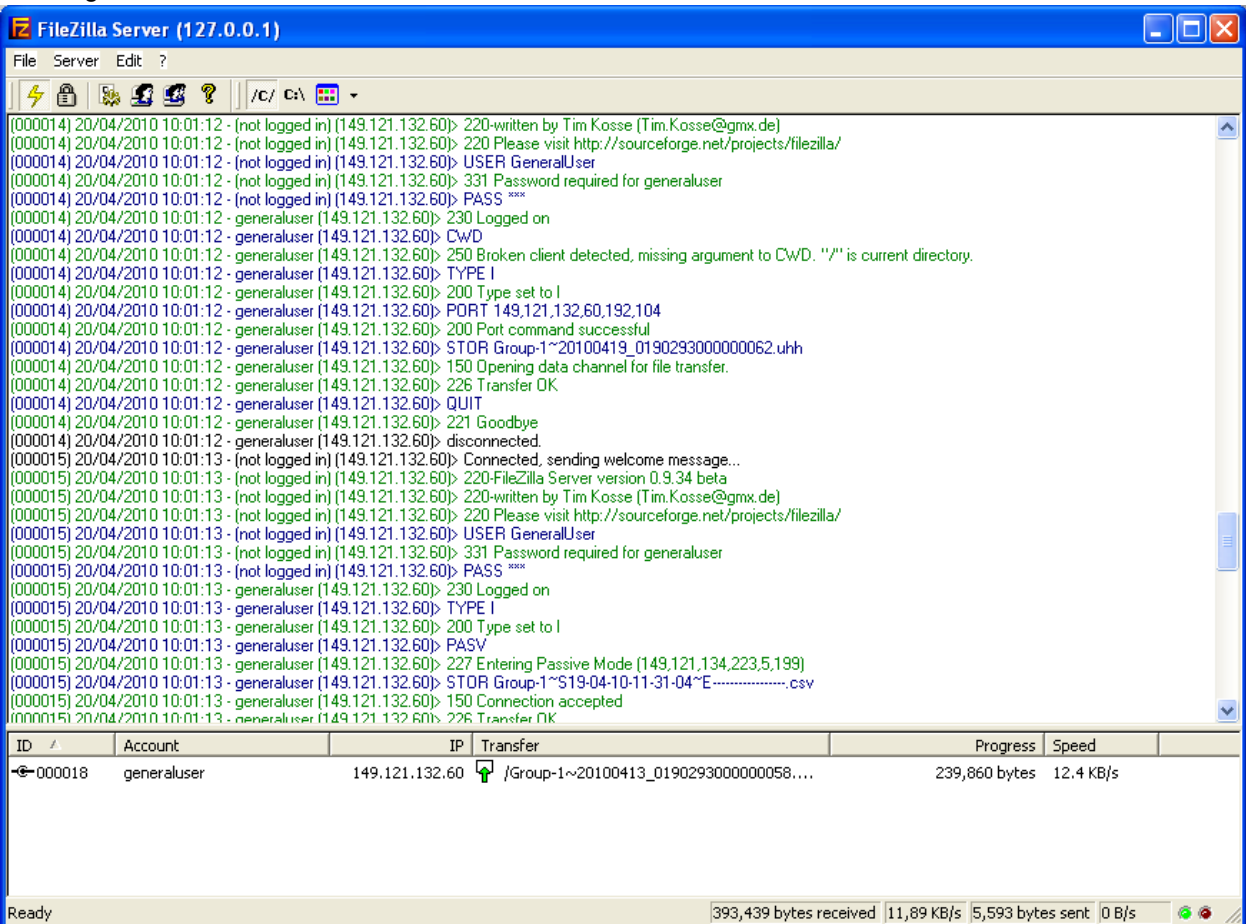 FileZilla Server (127.0.0.1)
File Server Edit ?
/C/ C:\
(000014) 20/04/2010 10:01:12 - (not logged in) (149.121.132.60)> 220-written by Tim Kosse (Tim.Kosse@gmx.de)
(000014) 20/04/2010 10:01:12 - (not logged in) (149.121.132.60)> 220 Please visit http://sourceforge.net/projects/filezilla/
(000014) 20/04/2010 10:01:12 - (not logged in) (149.121.132.60)> USER GeneralUser
(000014) 20/04/2010 10:01:12 - (not logged in) (149.121.132.60)> 331 Password required for generaluser
(000014) 20/04/2010 10:01:12 - (not logged in) (149.121.132.60)> PASS ***
(000014) 20/04/2010 10:01:12 - generaluser (149.121.132.60)> 230 Logged on
(000014) 20/04/2010 10:01:12 - generaluser (149.121.132.60)> CWD
(000014) 20/04/2010 10:01:12 - generaluser (149.121.132.60)> 250 Broken client detected, missing argument to CWD. "/" is current directory.
(000014) 20/04/2010 10:01:12 - generaluser (149.121.132.60)> TYPE I
(000014) 20/04/2010 10:01:12 - generaluser (149.121.132.60)> 200 Type set to I
(000014) 20/04/2010 10:01:12 - generaluser (149.121.132.60)> PORT 149,121,132,60,192,104
(000014) 20/04/2010 10:01:12 - generaluser (149.121.132.60)> 200 Port command successful
(000014) 20/04/2010 10:01:12 - generaluser (149.121.132.60)> STOR Group-1~20100419_0190293000000062.uhh
(000014) 20/04/2010 10:01:12 - generaluser (149.121.132.60)> 150 Opening data channel for file transfer.
(000014) 20/04/2010 10:01:12 - generaluser (149.121.132.60)> 226 Transfer OK
(000014) 20/04/2010 10:01:12 - generaluser (149.121.132.60)> QUIT
(000014) 20/04/2010 10:01:12 - generaluser (149.121.132.60)> 221 Goodbye
(000014) 20/04/2010 10:01:12 - generaluser (149.121.132.60)> disconnected.
(000015) 20/04/2010 10:01:13 - (not logged in) (149.121.132.60)> Connected, sending welcome message...
(000015) 20/04/2010 10:01:13 - (not logged in) (149.121.132.60)> 220-FileZilla Server version 0.9.34 beta
(000015) 20/04/2010 10:01:13 - (not logged in) (149.121.132.60)> 220-written by Tim Kosse (Tim.Kosse@gmx.de)
(000015) 20/04/2010 10:01:13 - (not logged in) (149.121.132.60)> 220 Please visit http://sourceforge.net/projects/filezilla/
(000015) 20/04/2010 10:01:13 - (not logged in) (149.121.132.60)> USER GeneralUser
(000015) 20/04/2010 10:01:13 - (not logged in) (149.121.132.60)> 331 Password required for generaluser
(000015) 20/04/2010 10:01:13 - (not logged in) (149.121.132.60)> PASS ***
(000015) 20/04/2010 10:01:13 - generaluser (149.121.132.60)> 230 Logged on
(000015) 20/04/2010 10:01:13 - generaluser (149.121.132.60)> TYPE I
(000015) 20/04/2010 10:01:13 - generaluser (149.121.132.60)> 200 Type set to I
(000015) 20/04/2010 10:01:13 - generaluser (149.121.132.60)> PASV
(000015) 20/04/2010 10:01:13 - generaluser (149.121.132.60)> 227 Entering Passive Mode (149,121,134,223,5,199)
(000015) 20/04/2010 10:01:13 - generaluser (149.121.132.60)> STOR Group-1~S19-04-10-11-31-04~E-----------------.csv
(000015) 20/04/2010 10:01:13 - generaluser (149.121.132.60)> 150 Connection accepted
(000015) 20/04/2010 10:01:13 - generaluser (149.121.132.60)> 226 Transfer OK
ID Account IP Transfer Progress Speed
000018 generaluser 149.121.132.60 /Group-1~20100413_0190293000000058.... 239,860 bytes 12.4 KB/s
Ready 393,439 bytes received 11,89 KB/s 5,593 bytes sent 0 B/s